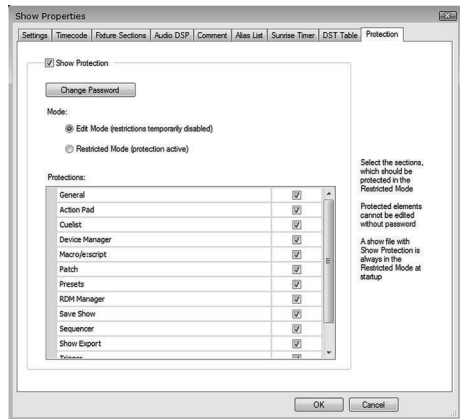 Show Properties
Settings Timecode Fixture Sections Audio DSP Comment Alias List Sunrise Timer DST Table Protection
Show Protection
Change Password
Mode:
Edit Mode (restrictions temporarily disabled)
Restricted Mode (protection active)
Protections:
General
Action Pad
Cuelist
Device Manager
Macro/e:script
Patch
Presets
RDM Manager
Save Show
Sequencer
Show Export
Trigger
Select the sections,
which should be
protected in the
Restricted Mode
Protected elements
cannot be edited
without password
A show file with
Show Protection is
always in the
Restricted Mode at
startup
OK Cancel